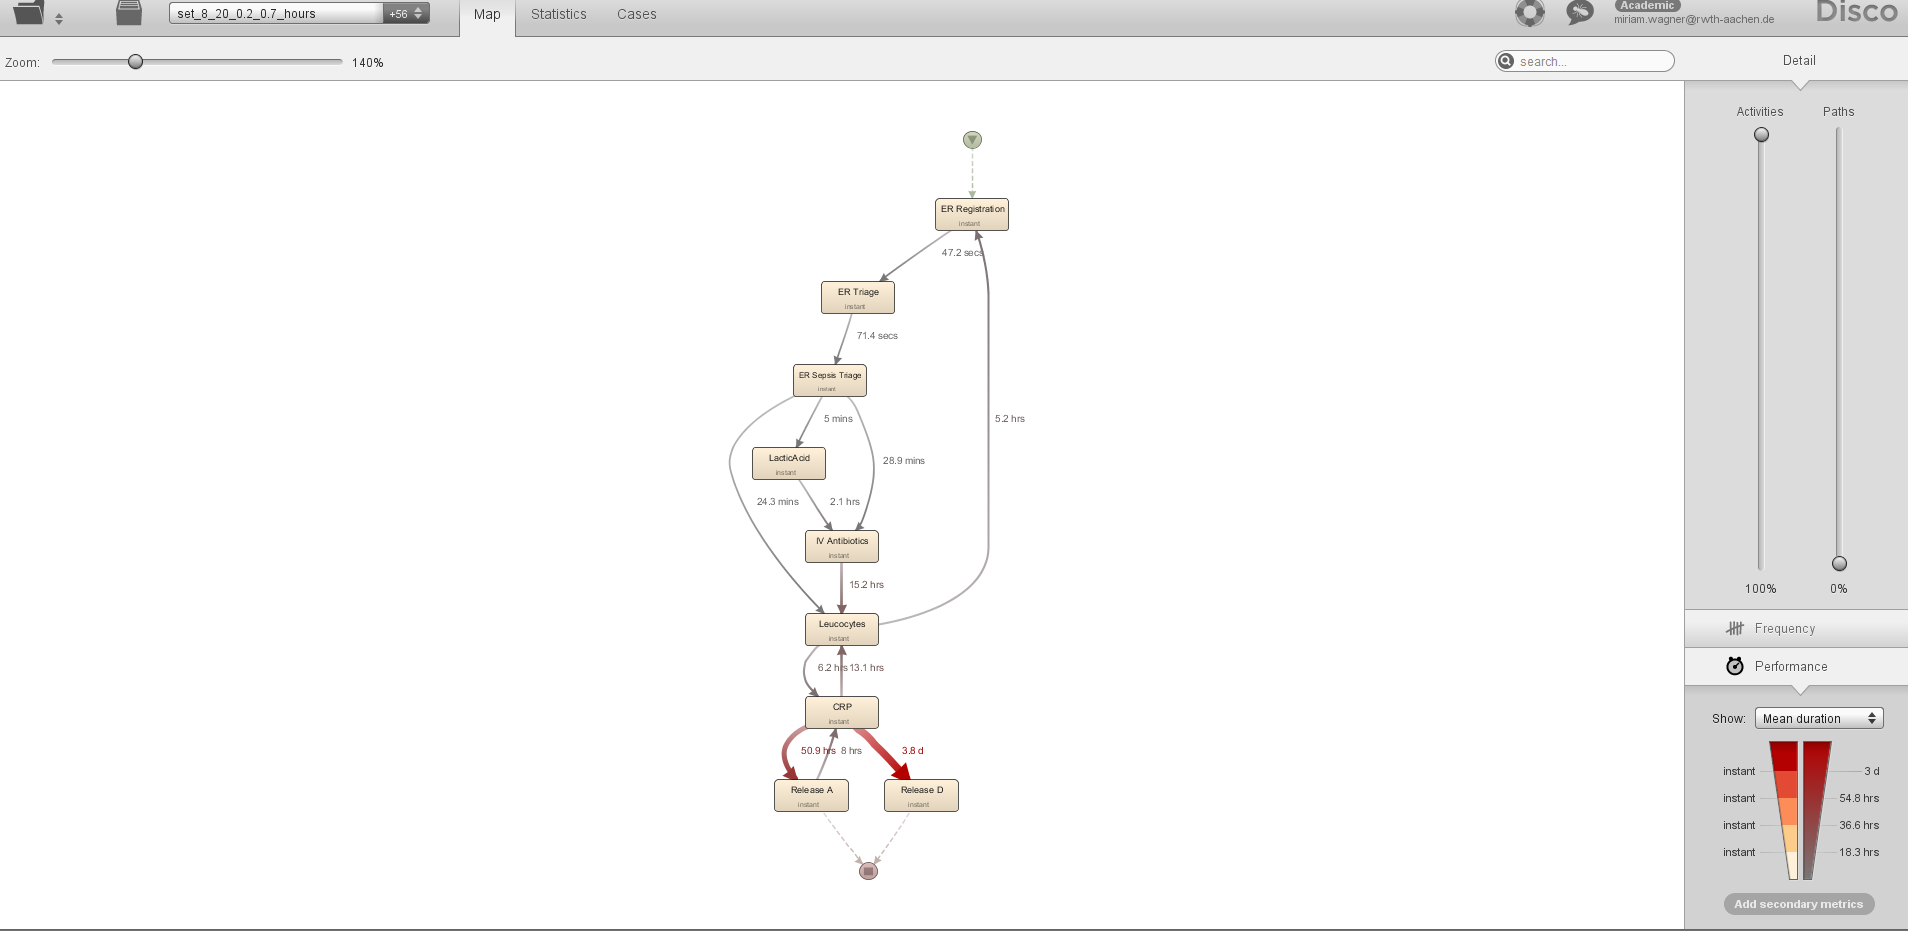 set_8_20_0.2_0.7_hours +56
Map Statistics Cases
Academic
miriam.wagner@rwth-aachen.de
Disco
Zoom: 140%
search...
Detail
Activities Paths
ER Registration
instant
47.2 secs
ER Triage
instant
71.4 secs
ER Sepsis Triage
instant
5 mins
5.2 hrs
LacticAcid
instant
28.9 mins
24.3 mins
2.1 hrs
IV Antibiotics
instant
15.2 hrs
Leucocytes
instant
6.2 hrs
13.1 hrs
CRP
instant
50.9 hrs
8 hrs
3.8 d
Release A
instant
Release D
instant
100% 0%
Frequency
Performance
Show: Mean duration
instant 3 d
instant 54.8 hrs
instant 36.6 hrs
instant 18.3 hrs
Add secondary metrics